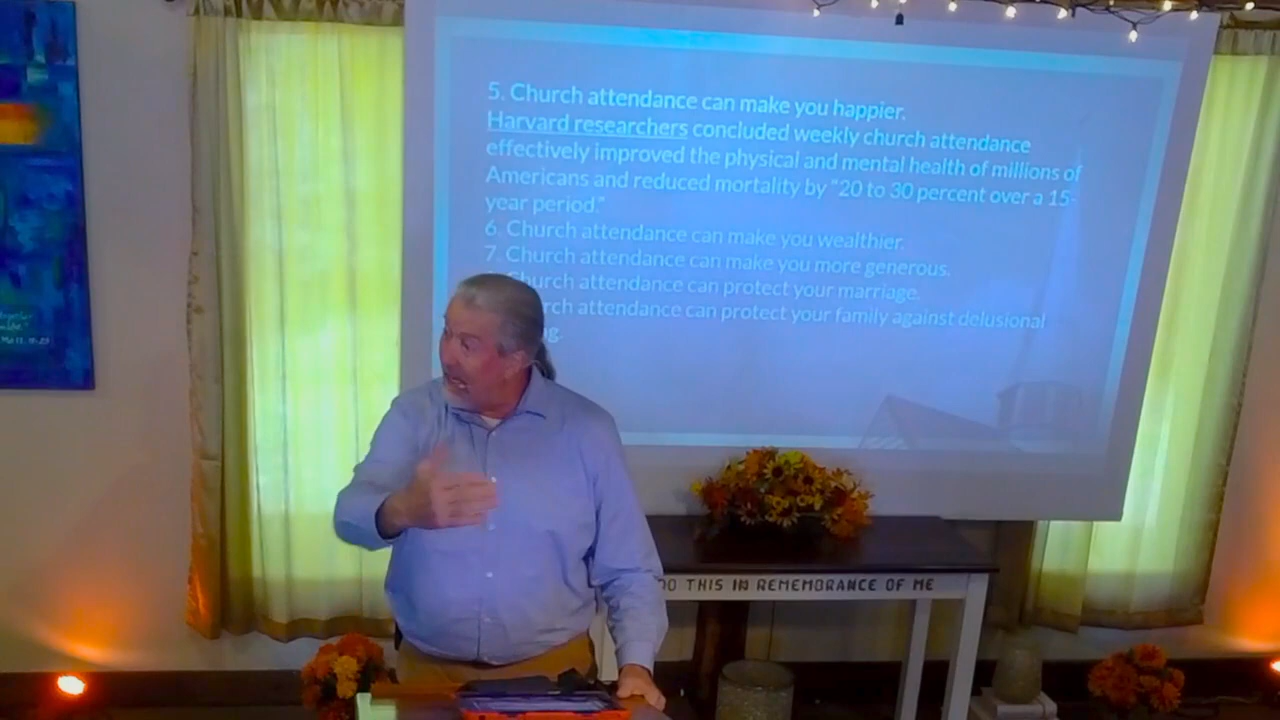 5. Church attendance can make you happier.
Harvard researchers concluded weekly church attendance
effectively improved the physical and mental health of millions of
Americans and reduced mortality by "20 to 30 percent over a 15-
year period."
6. Church attendance can make you wealthier.
7. Church attendance can make you more generous.
Church attendance can protect your marriage.
attendance can protect your family against delusional
DO THIS IN REMEMBRANCE OF ME